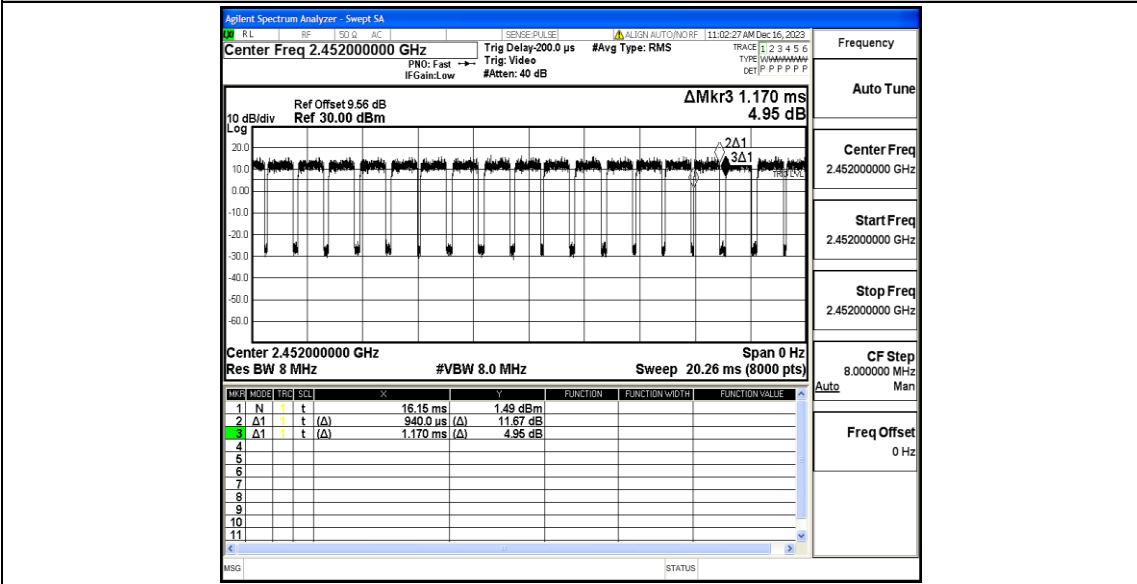 Agilent Spectrum Analyzer - Swept SA
RL RF 50 Ω AC SENSE:PULSE ALIGN AUTO/NO RF 11:02:27 AM Dec 16, 2023
Center Freq 2.452000000 GHz Trig Delay-200.0 µs #Avg Type: RMS TRACE 1 2 3 4 5 6
PNO: Fast Trig: Video TYPE
IFGain:Low #Atten: 40 dB DET P P P P P P
Frequency
Auto Tune
Center Freq
2.452000000 GHz
Start Freq
2.452000000 GHz
Stop Freq
2.452000000 GHz
CF Step
8.000000 MHz
Auto Man
Freq Offset
0 Hz
ΔMkr3 1.170 ms
4.95 dB
Ref Offset 9.56 dB
10 dB/div Ref 30.00 dBm
Log
20.0
10.0
0.00
-10.0
-20.0
-30.0
-40.0
-50.0
-60.0
2Δ1
3Δ1
TRIG LVL
Center 2.452000000 GHz Span 0 Hz
Res BW 8 MHz #VBW 8.0 MHz Sweep 20.26 ms (8000 pts)
MKR MODE TRC SCL X Y FUNCTION FUNCTION WIDTH FUNCTION VALUE
1 N t 16.15 ms 1.49 dBm
2 Δ1 t (Δ) 940.0 µs (Δ) 11.67 dB
3 Δ1 t (Δ) 1.170 ms (Δ) 4.95 dB
4
5
6
7
8
9
10
11
MSG STATUS